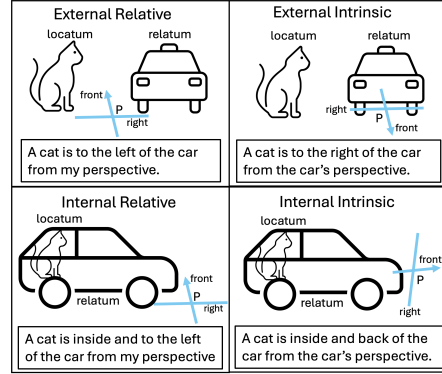 External Relative
locatum
relatum
front
P
right
A cat is to the left of the car
from my perspective.
External Intrinsic
locatum
relatum
right
P
front
A cat is to the right of the car
from the car's perspective.
Internal Relative
locatum
relatum
front
P
right
A cat is inside and to the left
of the car from my perspective
Internal Intrinsic
locatum
relatum
front
P
right
A cat is inside and back of the
car from the car's perspective.